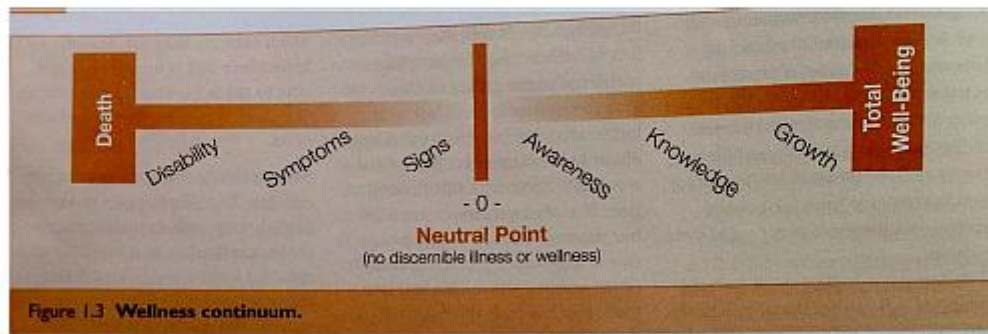 Death
Disability
Symptoms
Signs
Awareness
Knowledge
Growth
Total
Well-Being
- 0 -
Neutral Point
(no discernible illness or wellness)
Figure 1.3 Wellness continuum.